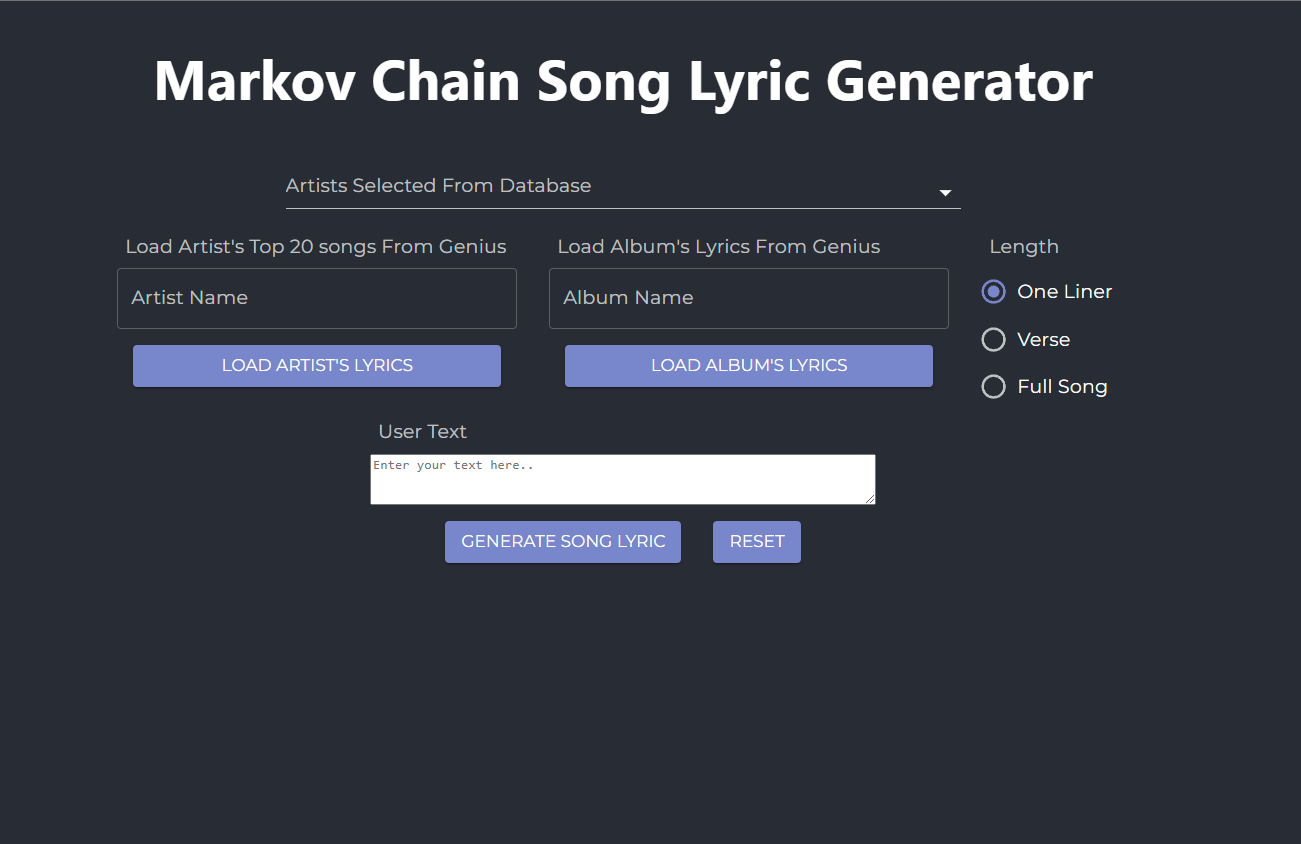 Markov Chain Song Lyric Generator
Artists Selected From Database
Load Artist's Top 20 songs From Genius
Load Album's Lyrics From Genius
Length
Artist Name
Album Name
One Liner
Verse
LOAD ARTIST'S LYRICS
LOAD ALBUM'S LYRICS
Full Song
User Text
Enter your text here..
GENERATE SONG LYRIC
RESET